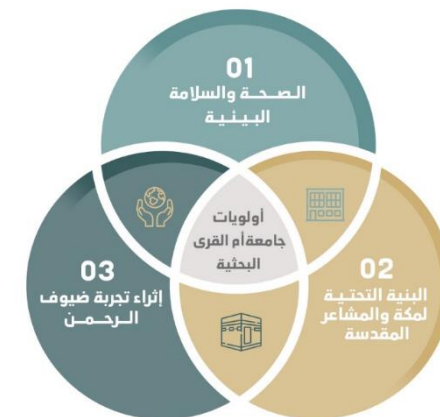 01
الصحة والسلامة
البيئية
أولويات
جامعة أم القرى
البحثية
02
البنية التحتية
لمكة والمشاعر
المقدسة
03
إثراء تجربة ضيوف
الرحمن